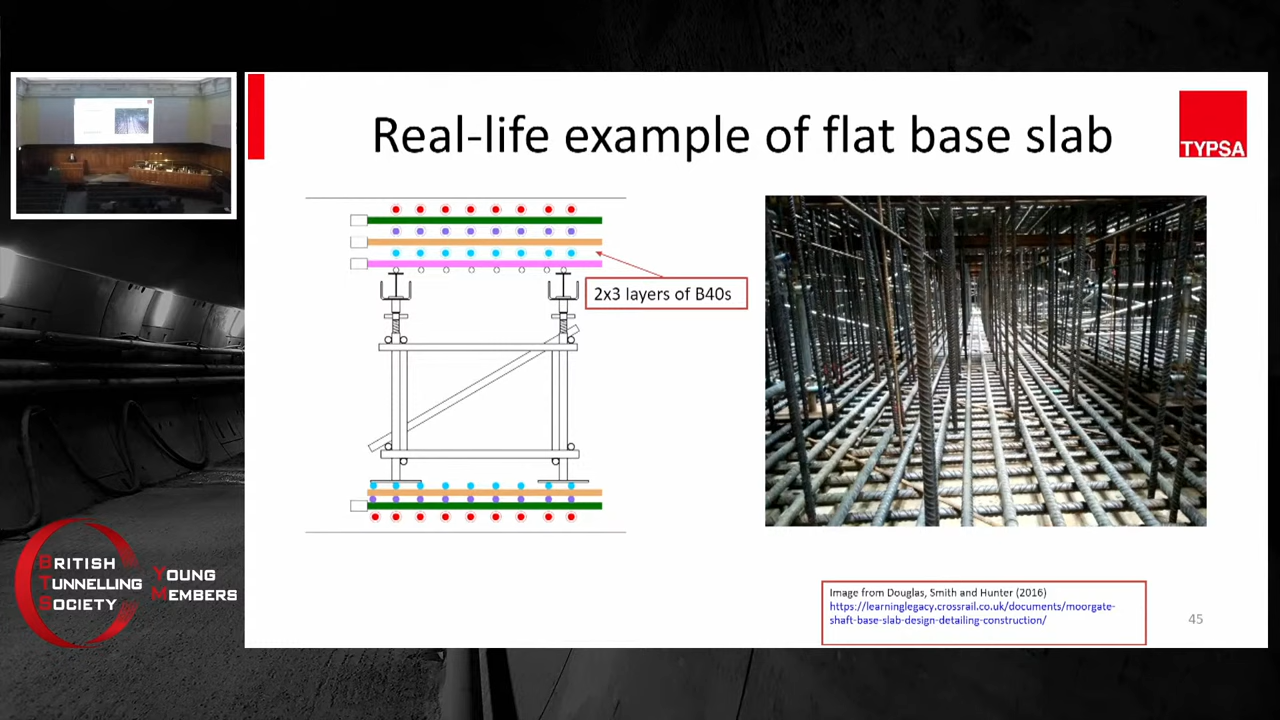 Real-life example of flat base slab
TYPSA
2x3 layers of B40s
Image from Douglas, Smith and Hunter (2016)
https://learninglegacy.crossrail.co.uk/documents/moorgate-
shaft-base-slab-design-detailing-construction/
45
BRITISH
TUNNELLING
SOCIETY
YOUNG
MEMBERS